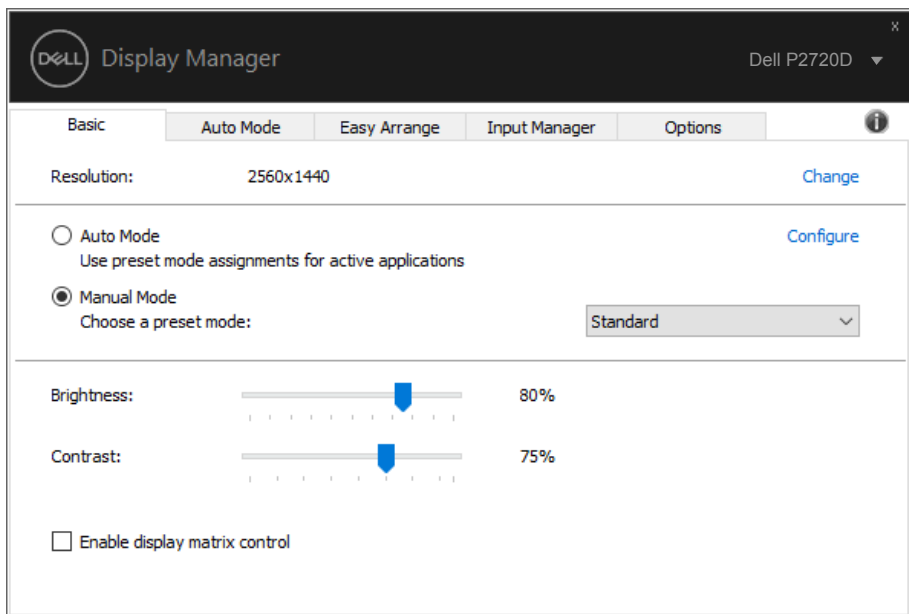 x
DELL Display Manager Dell P2720D
Basic Auto Mode Easy Arrange Input Manager Options i
Resolution: 2560x1440 Change
Auto Mode Configure
Use preset mode assignments for active applications
Manual Mode
Choose a preset mode: Standard
Brightness: 80%
Contrast: 75%
Enable display matrix control